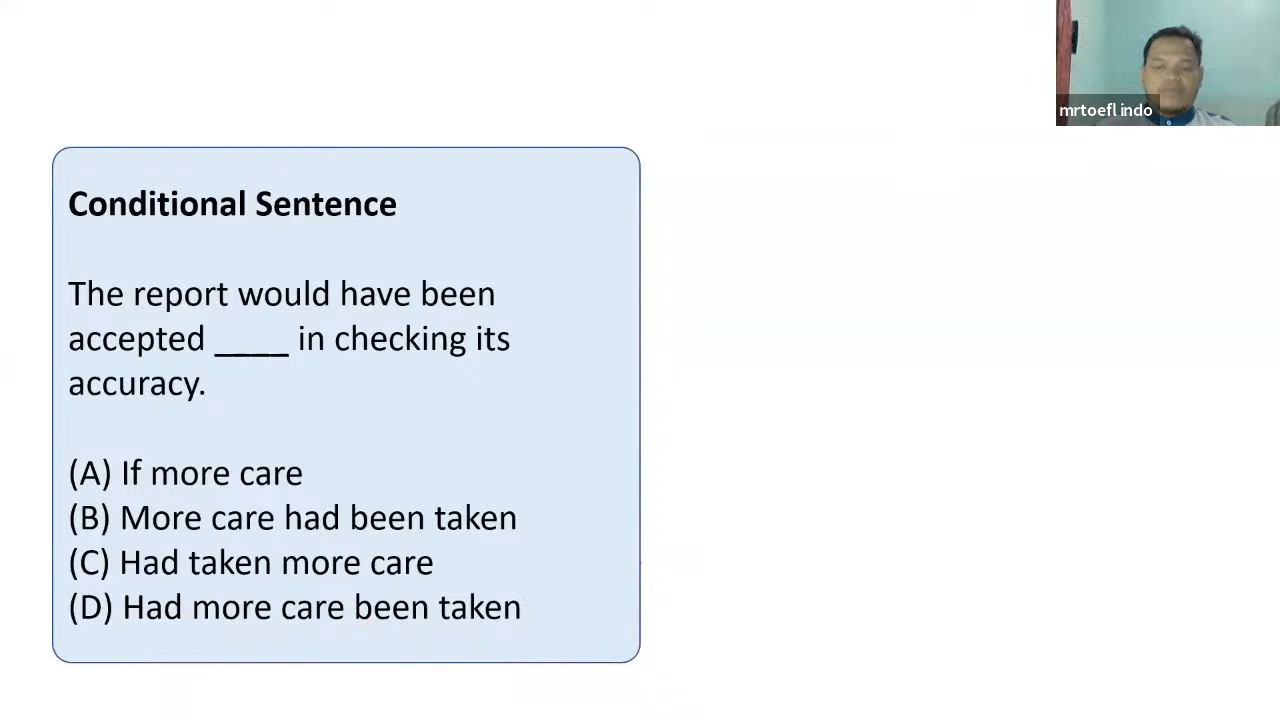 mrtoefl indo
Conditional Sentence
The report would have been
accepted ____ in checking its
accuracy.
(A) If more care
(B) More care had been taken
(C) Had taken more care
(D) Had more care been taken